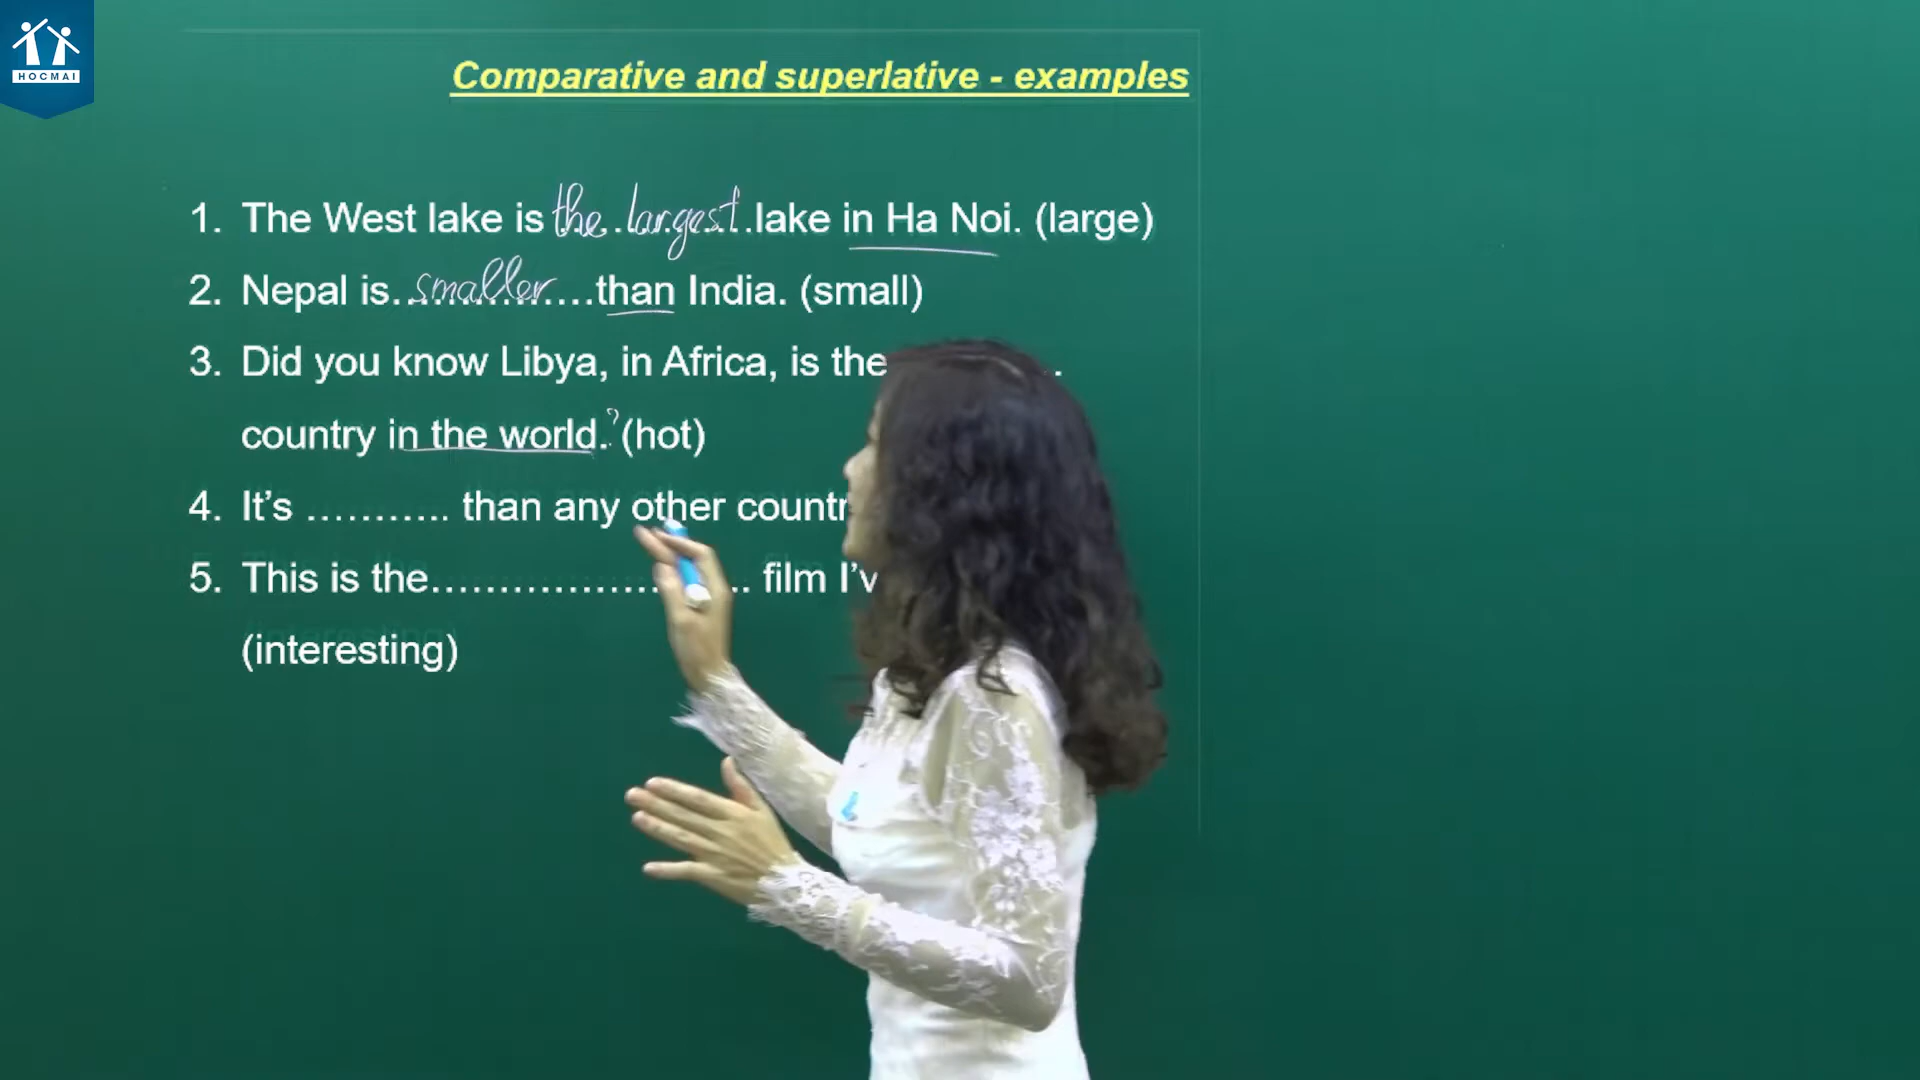 HOCMAI
Comparative and superlative - examples
1. The West lake is the largest lake in Ha Noi. (large)
2. Nepal is smaller than India. (small)
3. Did you know Libya, in Africa, is the
country in the world.? (hot)
4. It's ……….. than any other
5. This is the……………………. film
(interesting)